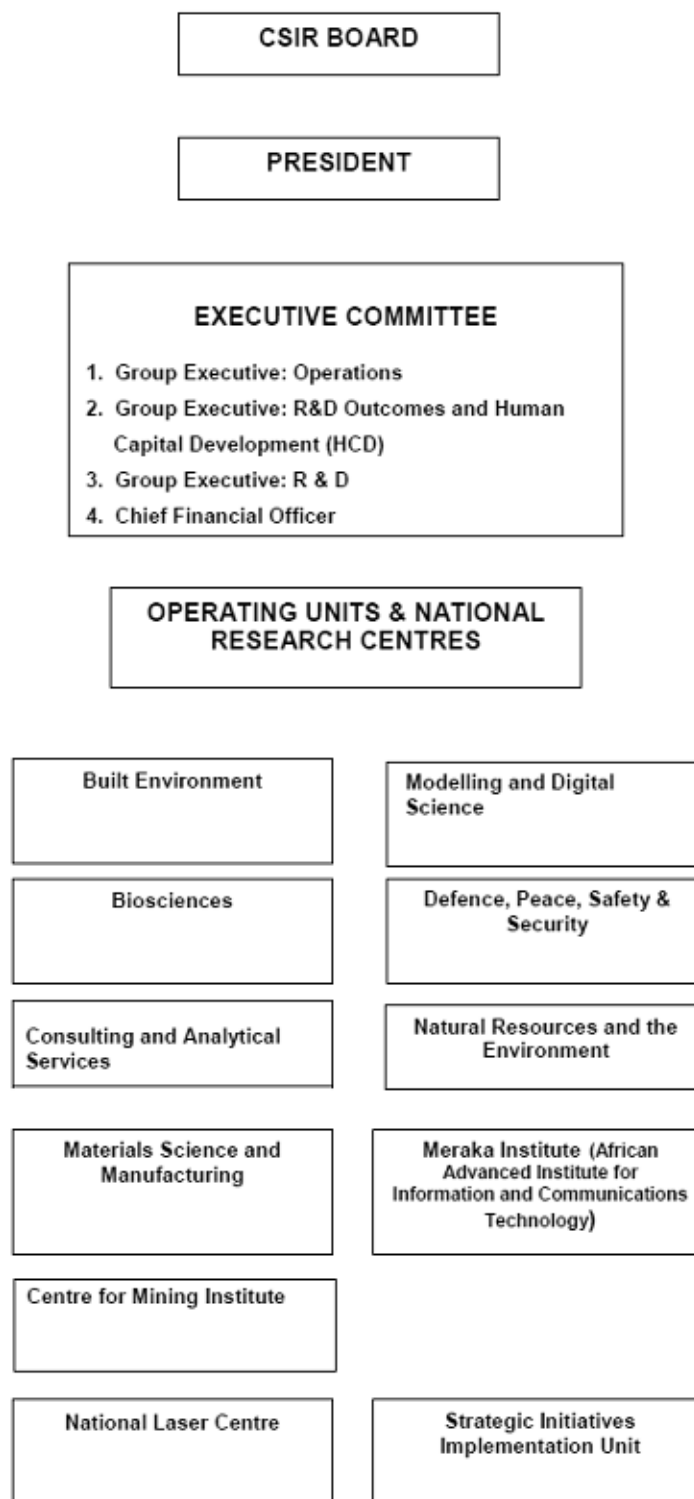 CSIR BOARD
PRESIDENT
EXECUTIVE COMMITTEE
1. Group Executive: Operations
2. Group Executive: R&D Outcomes and Human
Capital Development (HCD)
3. Group Executive: R & D
4. Chief Financial Officer
OPERATING UNITS & NATIONAL
RESEARCH CENTRES
Built Environment
Modelling and Digital
Science
Biosciences
Defence, Peace, Safety &
Security
Consulting and Analytical
Services
Natural Resources and the
Environment
Materials Science and
Manufacturing
Meraka Institute (African
Advanced Institute for
Information and Communications
Technology)
Centre for Mining Institute
National Laser Centre
Strategic Initiatives
Implementation Unit